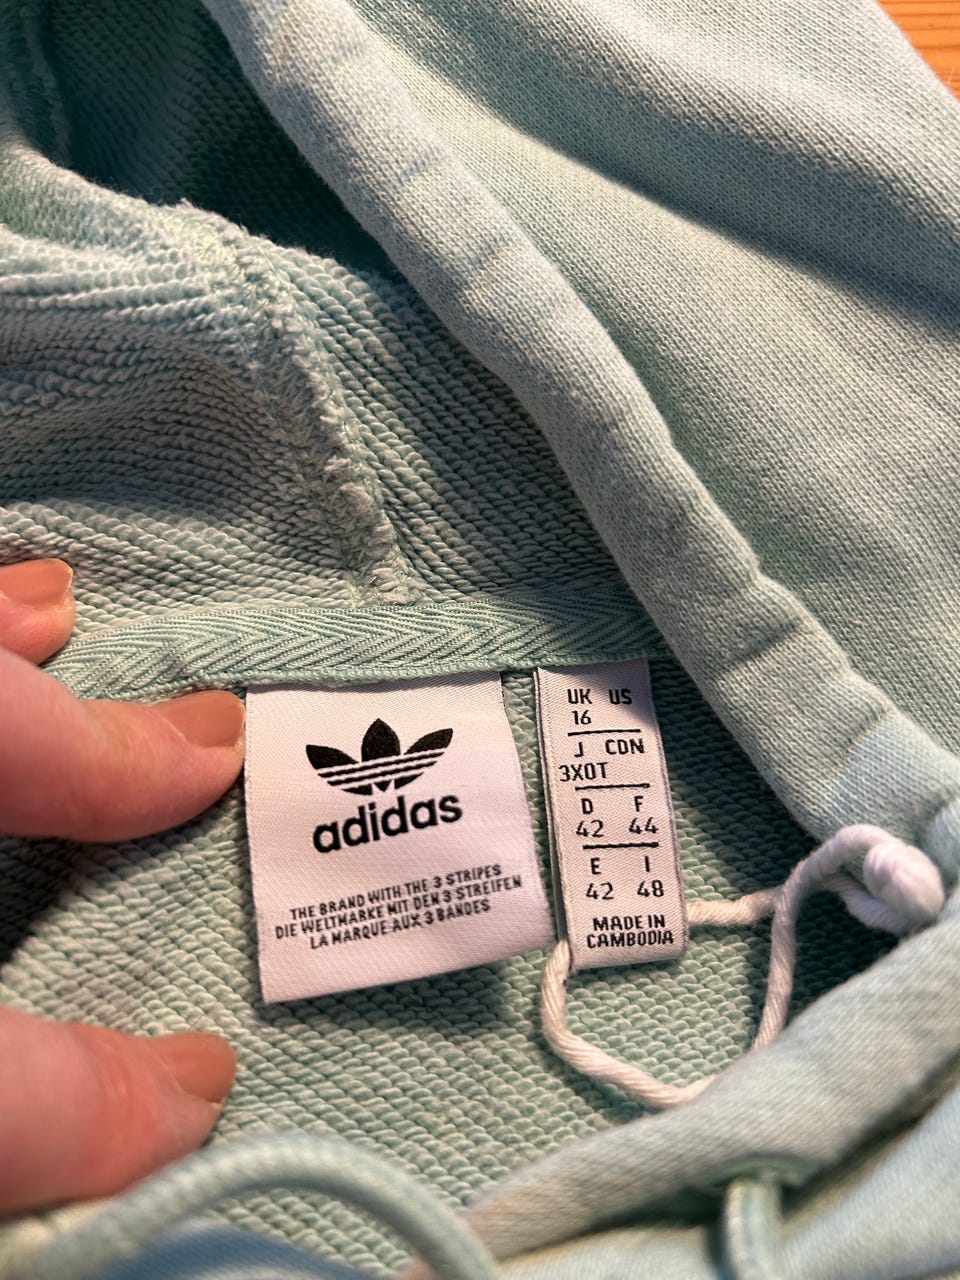 adidas
THE BRAND WITH THE 3 STRIPES
DIE WELTMARKE MIT DEN 3 STREIFEN
LA MARQUE AUX 3 BANDES
UK US
16
J CDN
3XOT
D F
42 44
E I
42 48
MADE IN
CAMBODIA